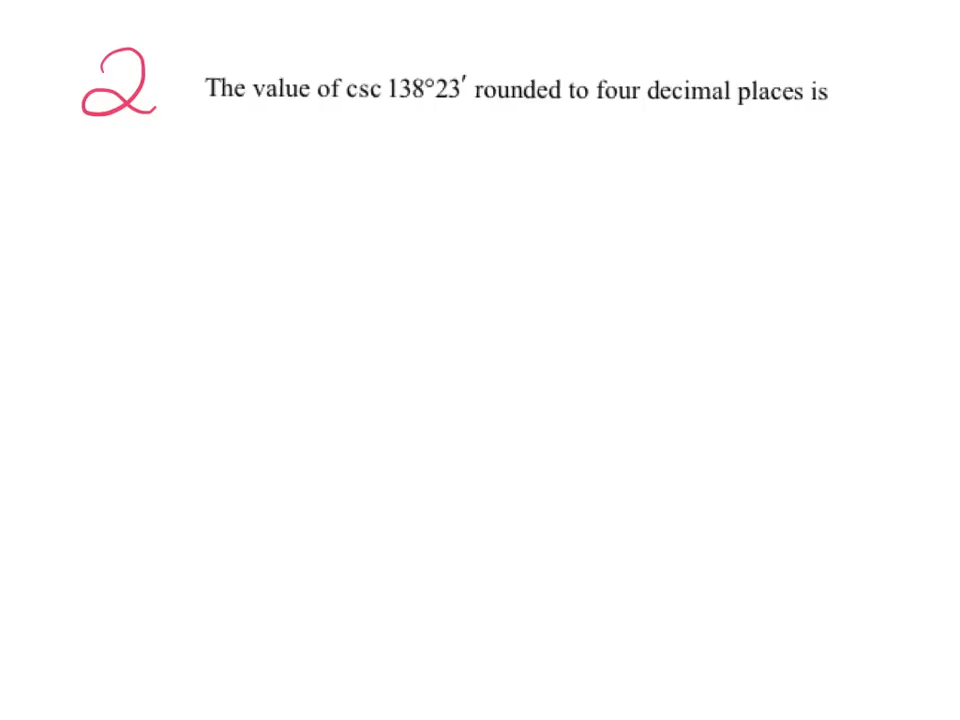 2 The value of csc 138°23′ rounded to four decimal places is